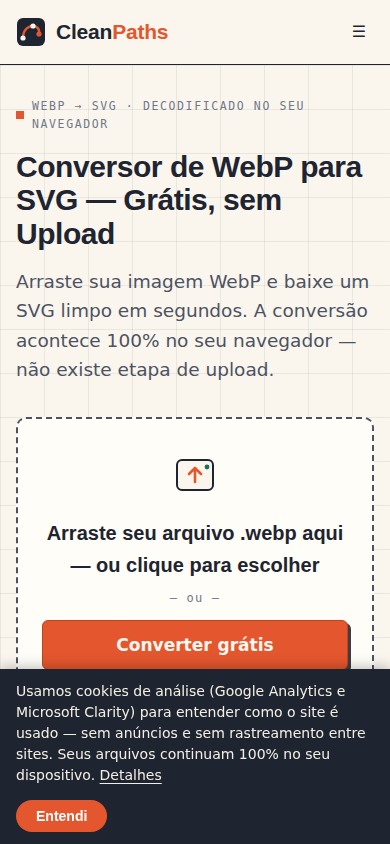 CleanPaths
☰
WEBP → SVG · DECODIFICADO NO SEU
NAVEGADOR
Conversor de WebP para
SVG — Grátis, sem
Upload
Arraste sua imagem WebP e baixe um
SVG limpo em segundos. A conversão
acontece 100% no seu navegador —
não existe etapa de upload.
Arraste seu arquivo .webp aqui
— ou clique para escolher
— ou —
Converter grátis
Usamos cookies de análise (Google Analytics e
Microsoft Clarity) para entender como o site é
usado — sem anúncios e sem rastreamento entre
sites. Seus arquivos continuam 100% no seu
dispositivo. Detalhes
Entendi